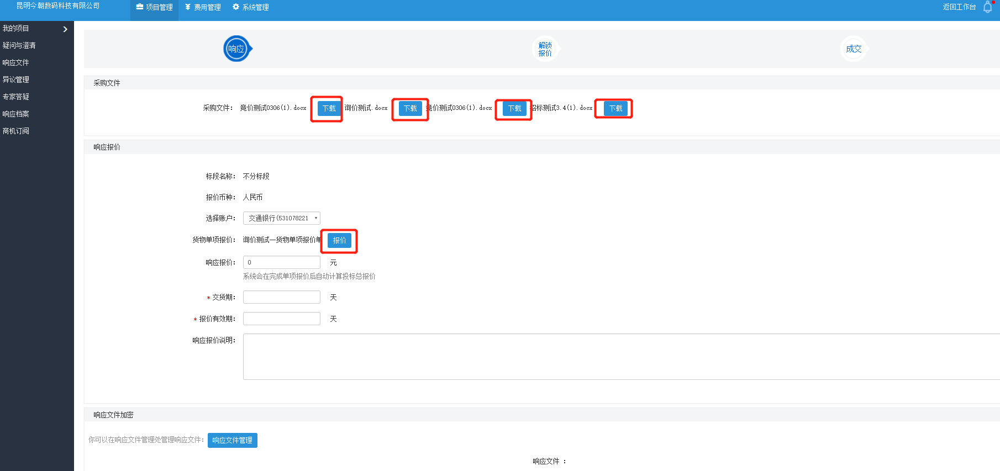 昆明今朝数码科技有限公司 项目管理 费用管理 系统管理 返回工作台
我的项目
疑问与澄清
响应文件
异议管理
专家答疑
响应档案
商机订阅
响应 解锁报价 成交
采购文件
采购文件： 竞价测试0306(1).docx 下载 询价测试.docx 下载 竞价测试0306(1).docx 下载 招标测试3.4(1).docx 下载
响应报价
标段名称： 不分标段
报价币种： 人民币
选择账户： 交通银行(531078221
货物单项报价： 询价测试—货物单项报价单 报价
响应报价： 0 元
系统会在完成单项报价后自动计算投标总报价
* 交货期： 天
* 报价有效期： 天
响应报价说明：
响应文件加密
你可以在响应文件管理处管理响应文件： 响应文件管理
响应文件 ：